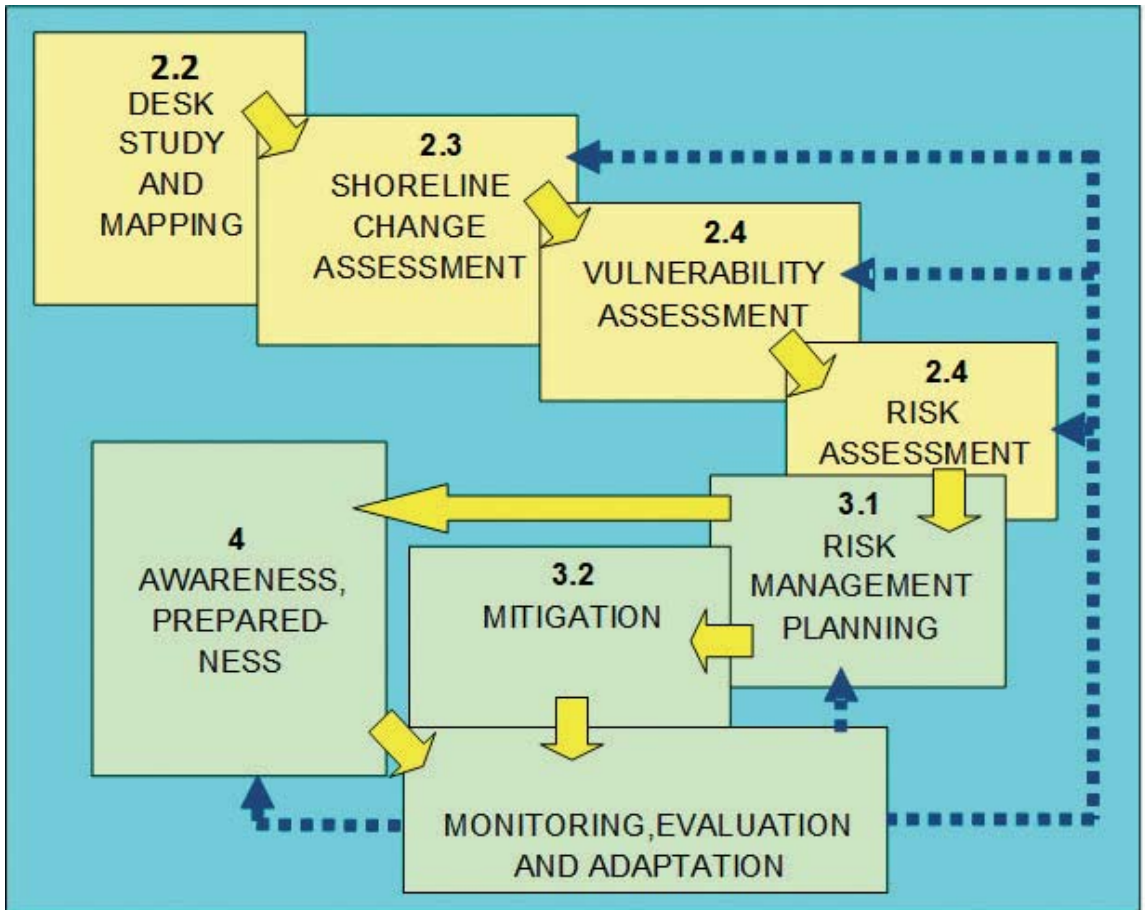 2.2
DESK
STUDY
AND
MAPPING
2.3
SHORELINE
CHANGE
ASSESSMENT
2.4
VULNERABILITY
ASSESSMENT
2.4
RISK
ASSESSMENT
3.1
RISK
MANAGEMENT
PLANNING
3.2
MITIGATION
4
AWARENESS,
PREPARED-
NESS
MONITORING,EVALUATION
AND ADAPTATION